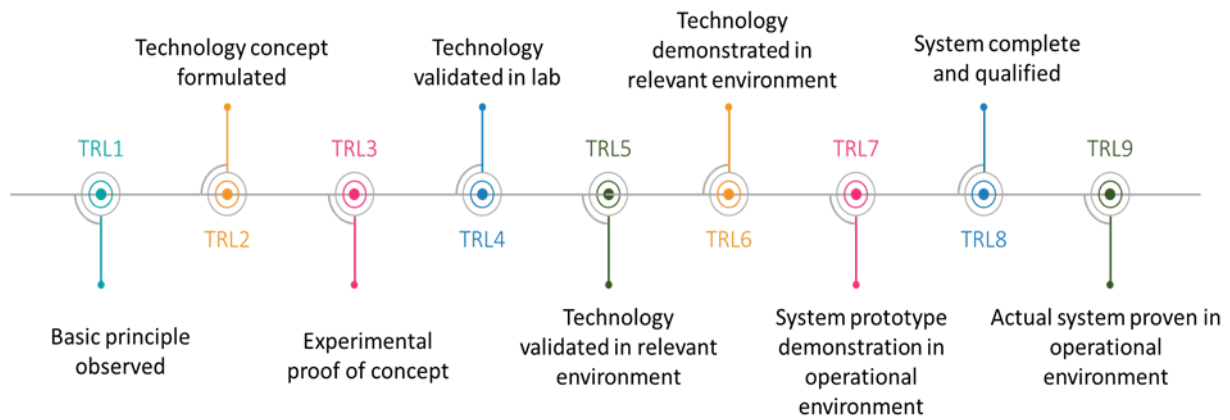 Technology concept
formulated
Technology
validated in lab
Technology
demonstrated in
relevant environment
System complete
and qualified
TRL1
TRL2
TRL3
TRL4
TRL5
TRL6
TRL7
TRL8
TRL9
Basic principle
observed
Experimental
proof of concept
Technology
validated in relevant
environment
System prototype
demonstration in
operational
environment
Actual system proven in
operational
environment